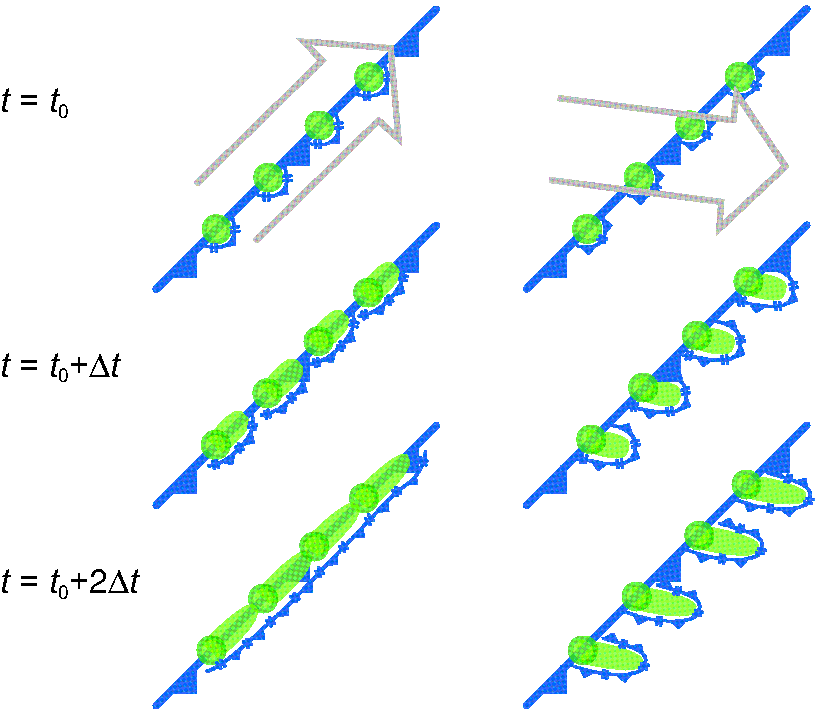 t = t₀
t = t₀+Δt
t = t₀+2Δt